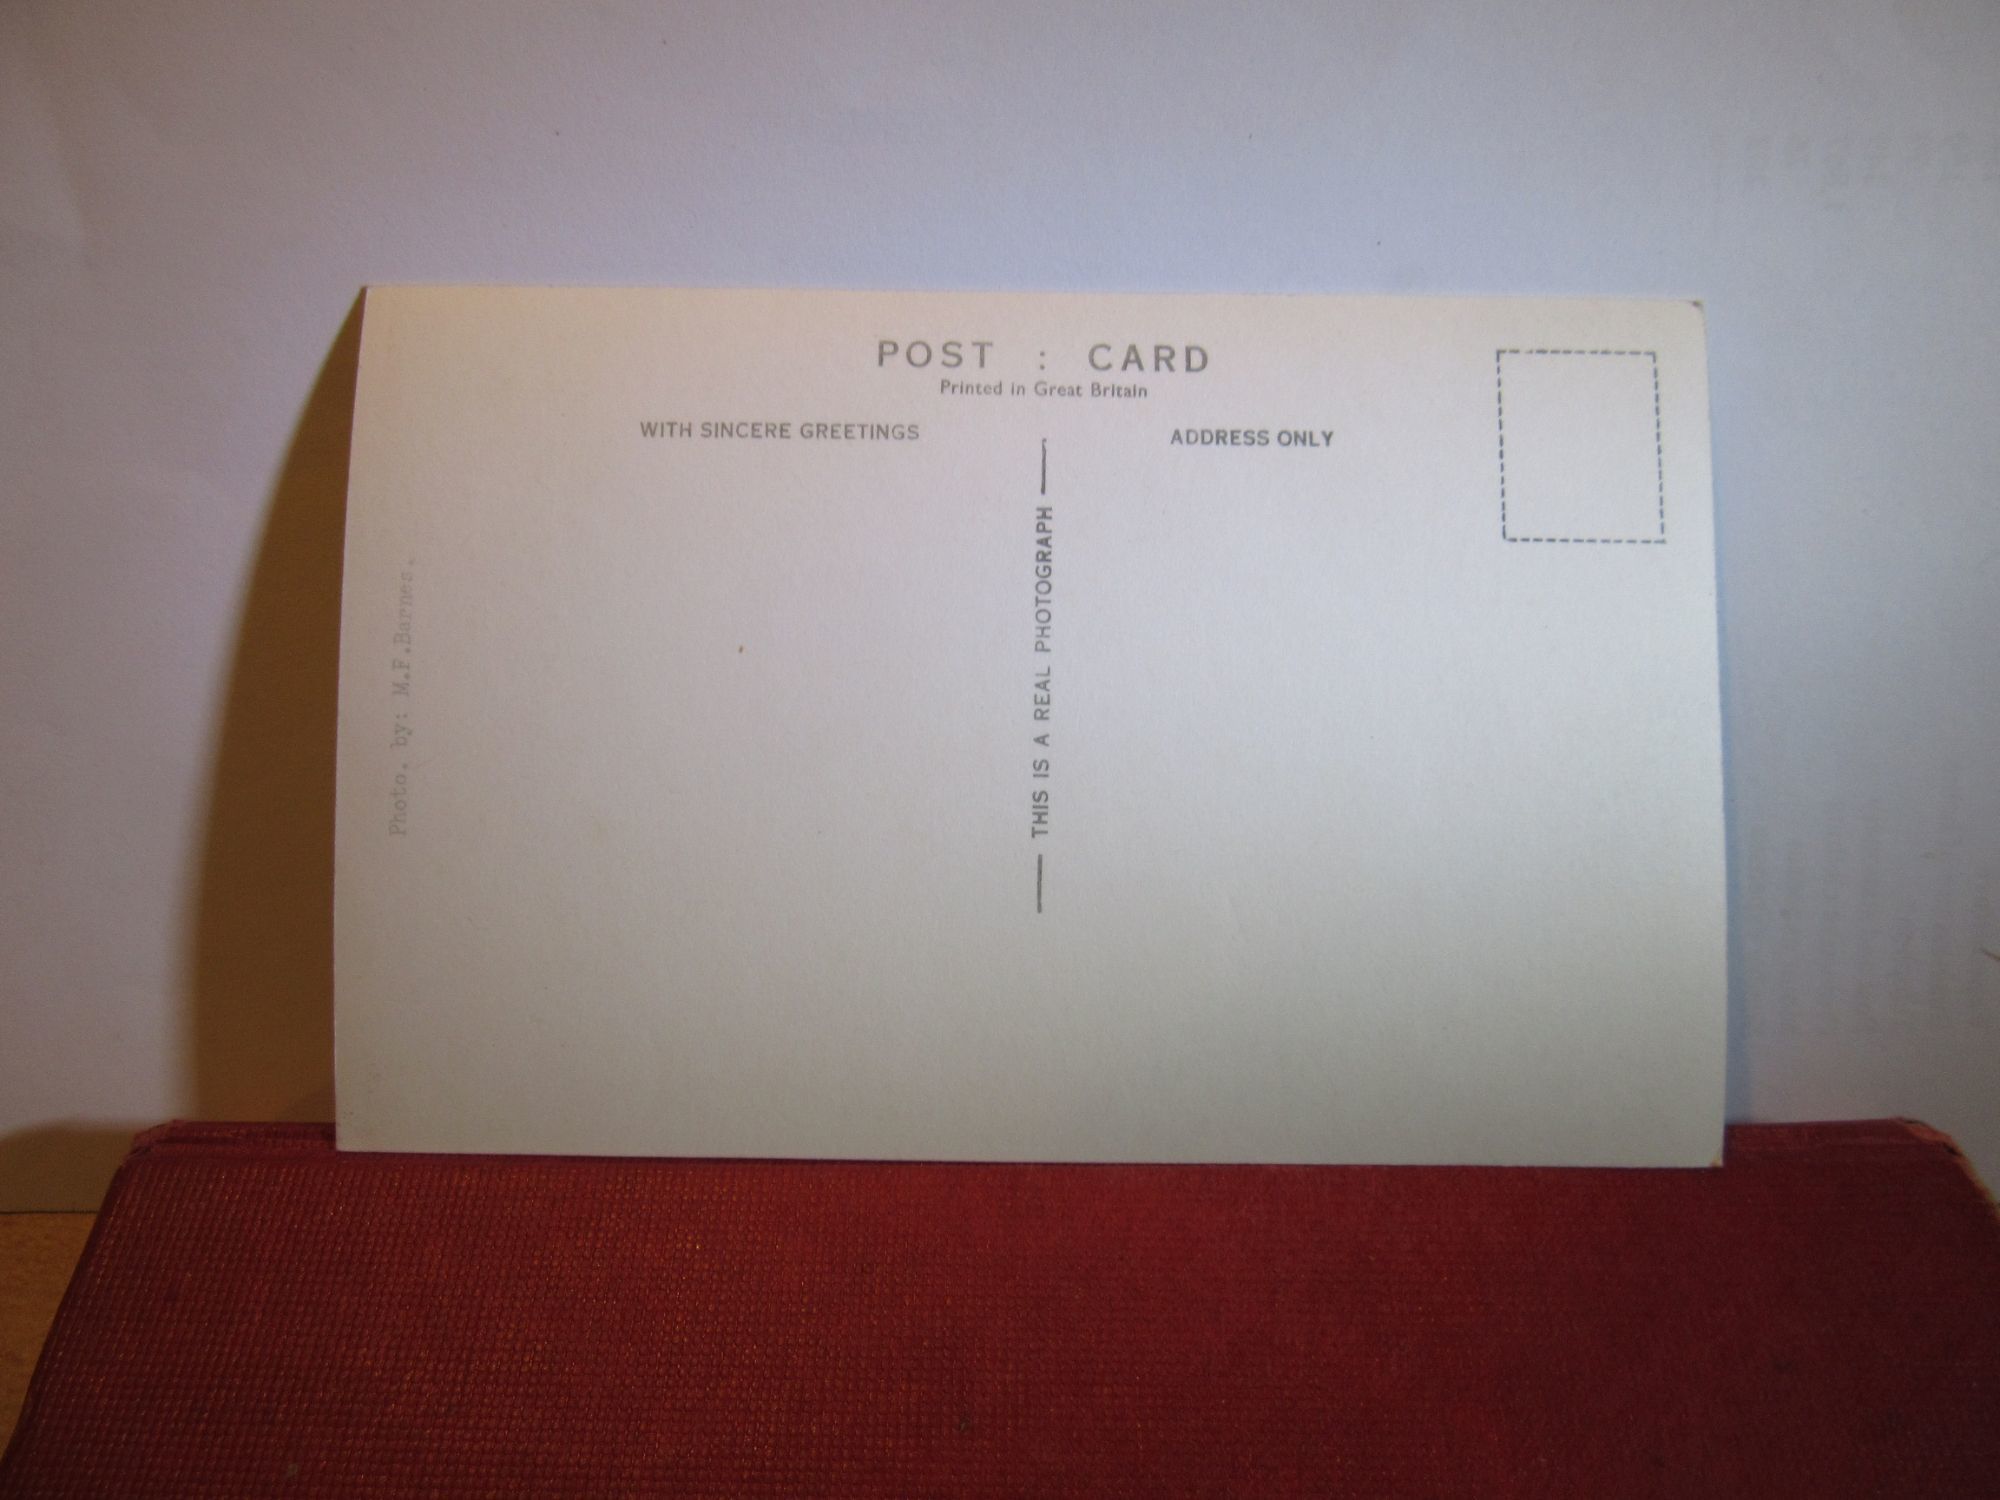 POST : CARD
Printed in Great Britain
WITH SINCERE GREETINGS
ADDRESS ONLY
THIS IS A REAL PHOTOGRAPH
Photo. by: M.F.Barnes.